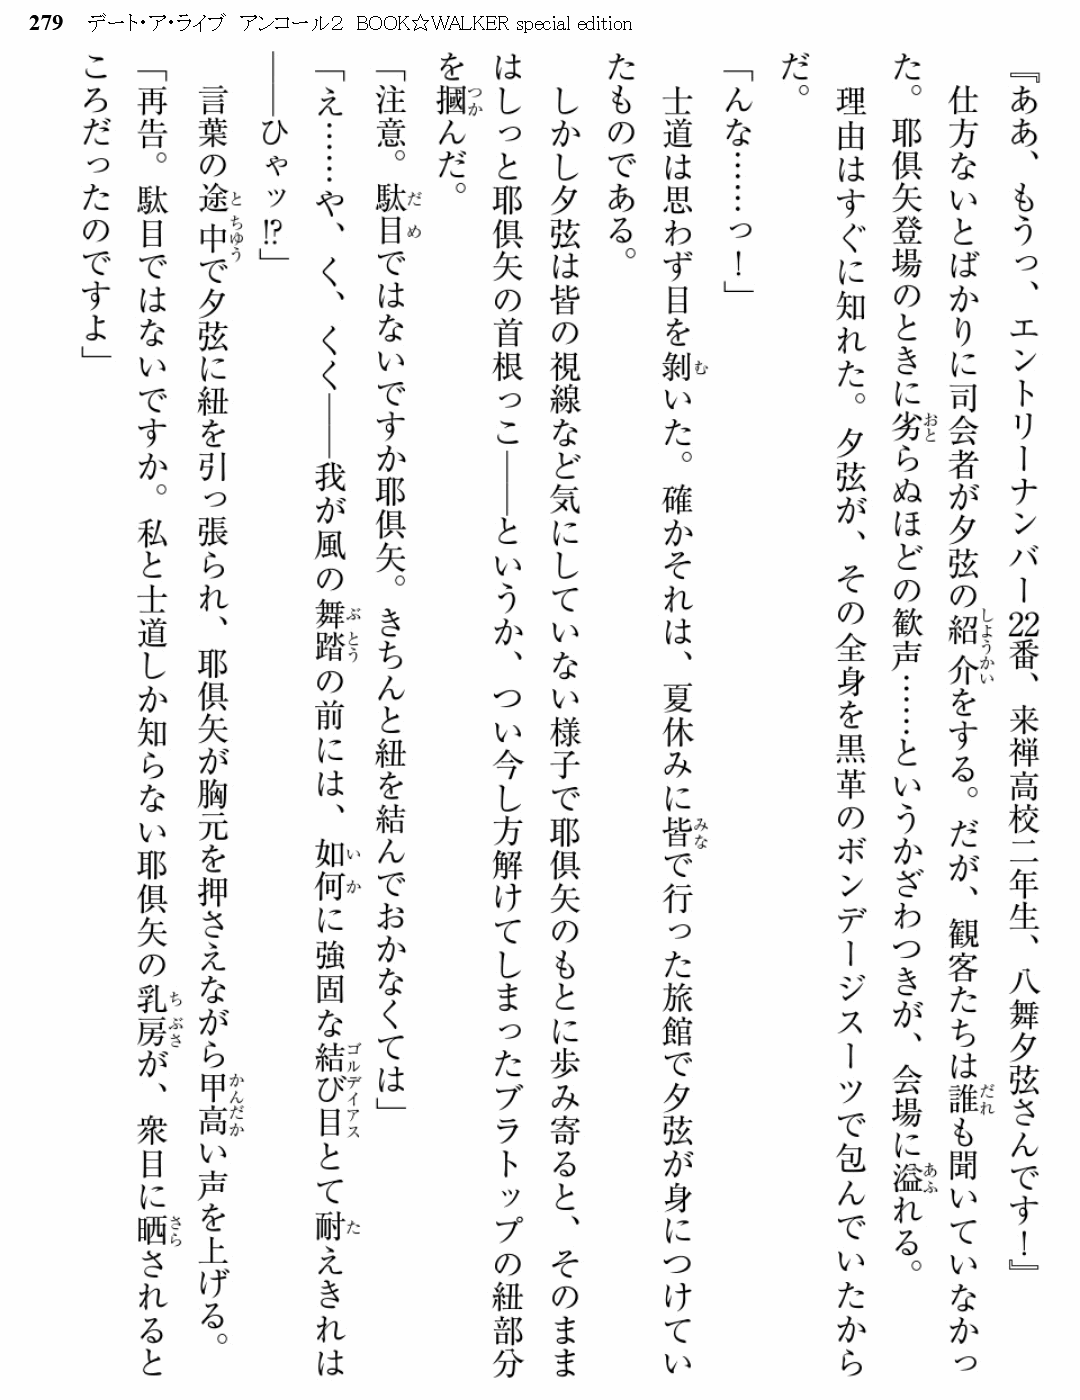 279 デート・ア・ライブ アンコール2 BOOK☆WALKER special edition
『ああ、もうっ、エントリーナンバー22番、来禅高校二年生、八舞夕弦さんです！』
仕方ないとばかりに司会者が夕弦の紹介をする。だが、観客たちは誰も聞いていなかっ
た。耶倶矢登場のときに劣らぬほどの歓声……というかざわつきが、会場に溢れる。
理由はすぐに知れた。夕弦が、その全身を黒革のボンデージスーツで包んでいたから
だ。
「んな……っ！」
士道は思わず目を剝いた。確かそれは、夏休みに皆で行った旅館で夕弦が身につけてい
たものである。
しかし夕弦は皆の視線など気にしていない様子で耶倶矢のもとに歩み寄ると、そのまま
はしっと耶倶矢の首根っこ――というか、つい今し方解けてしまったブラトップの紐部分
を摑んだ。
「注意。駄目ではないですか耶倶矢。きちんと紐を結んでおかなくては」
「え……や、く、くく――我が風の舞踏の前には、如何に強固な結び目とて耐えきれは
――ひゃッ!?」
言葉の途中で夕弦に紐を引っ張られ、耶倶矢が胸元を押さえながら甲高い声を上げる。
「再告。駄目ではないですか。私と士道しか知らない耶倶矢の乳房が、衆目に晒されると
ころだったのですよ」